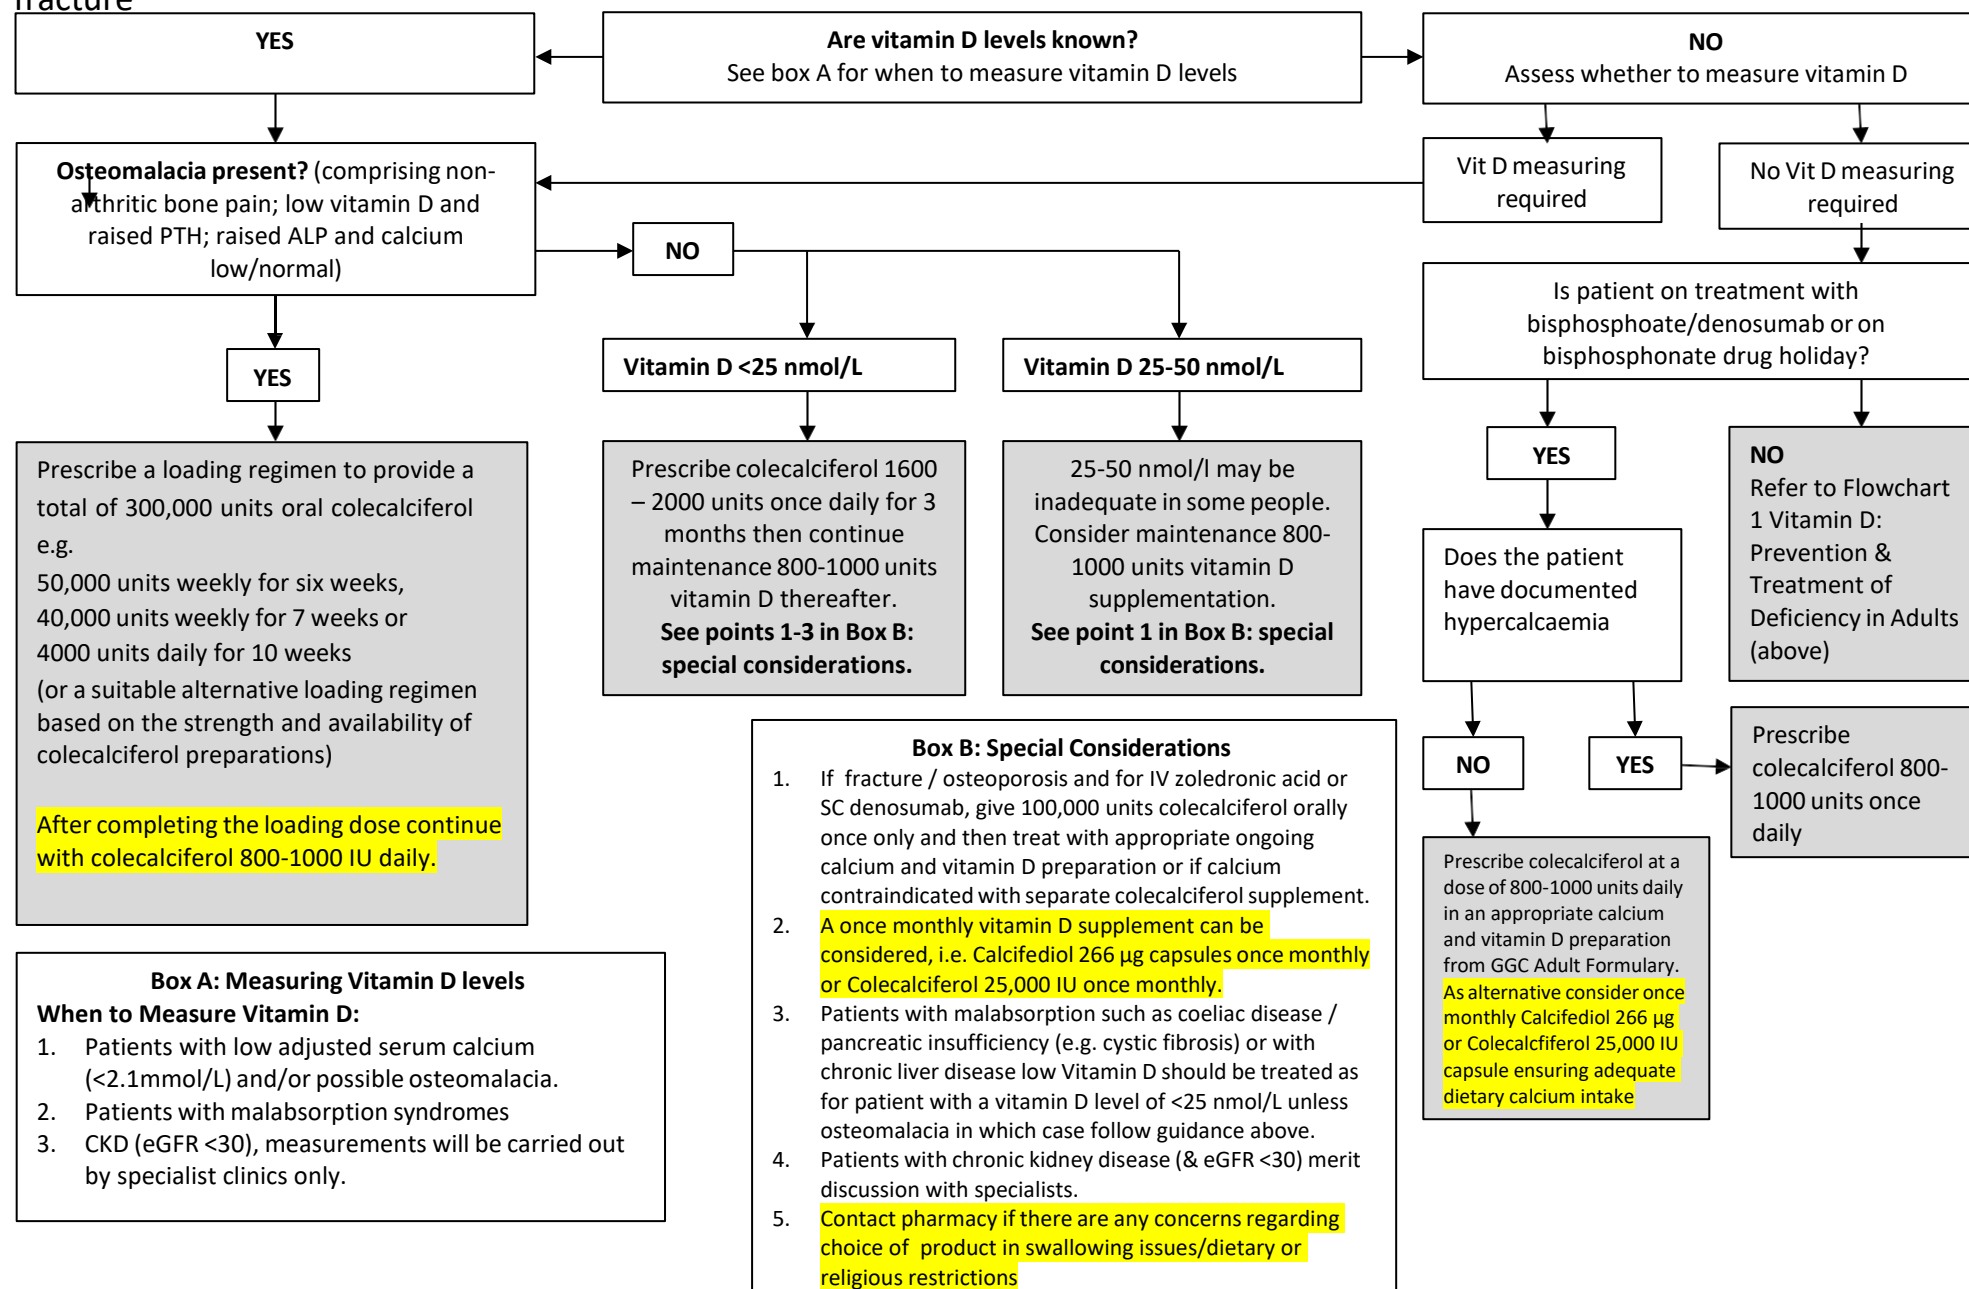 fracture
YES
Are vitamin D levels known?
See box A for when to measure vitamin D levels
NO
Assess whether to measure vitamin D
Osteomalacia present? (comprising non-
arthritic bone pain; low vitamin D and
raised PTH; raised ALP and calcium
low/normal)
Vit D measuring
required
No Vit D measuring
required
NO
Is patient on treatment with
bisphosphoate/denosumab or on
bisphosphonate drug holiday?
YES
Vitamin D <25 nmol/L
Vitamin D 25-50 nmol/L
Prescribe a loading regimen to provide a
total of 300,000 units oral colecalciferol
e.g.
50,000 units weekly for six weeks,
40,000 units weekly for 7 weeks or
4000 units daily for 10 weeks
(or a suitable alternative loading regimen
based on the strength and availability of
colecalciferol preparations)
After completing the loading dose continue
with colecalciferol 800-1000 IU daily.
Prescribe colecalciferol 1600
– 2000 units once daily for 3
months then continue
maintenance 800-1000 units
vitamin D thereafter.
See points 1-3 in Box B:
special considerations.
25-50 nmol/l may be
inadequate in some people.
Consider maintenance 800-
1000 units vitamin D
supplementation.
See point 1 in Box B: special
considerations.
YES
NO
Refer to Flowchart
1 Vitamin D:
Prevention &
Treatment of
Deficiency in Adults
(above)
Does the patient
have documented
hypercalcaemia
NO
YES
Prescribe
colecalciferol 800-
1000 units once
daily
Prescribe colecalciferol at a
dose of 800-1000 units daily
in an appropriate calcium
and vitamin D preparation
from GGC Adult Formulary.
As alternative consider once
monthly Calcifediol 266 µg
or Colecalcfiferol 25,000 IU
capsule ensuring adequate
dietary calcium intake
Box A: Measuring Vitamin D levels
When to Measure Vitamin D:
1. Patients with low adjusted serum calcium
(<2.1mmol/L) and/or possible osteomalacia.
2. Patients with malabsorption syndromes
3. CKD (eGFR <30), measurements will be carried out
by specialist clinics only.
Box B: Special Considerations
1. If fracture / osteoporosis and for IV zoledronic acid or
SC denosumab, give 100,000 units colecalciferol orally
once only and then treat with appropriate ongoing
calcium and vitamin D preparation or if calcium
contraindicated with separate colecalciferol supplement.
2. A once monthly vitamin D supplement can be
considered, i.e. Calcifediol 266 µg capsules once monthly
or Colecalciferol 25,000 IU once monthly.
3. Patients with malabsorption such as coeliac disease /
pancreatic insufficiency (e.g. cystic fibrosis) or with
chronic liver disease low Vitamin D should be treated as
for patient with a vitamin D level of <25 nmol/L unless
osteomalacia in which case follow guidance above.
4. Patients with chronic kidney disease (& eGFR <30) merit
discussion with specialists.
5. Contact pharmacy if there are any concerns regarding
choice of product in swallowing issues/dietary or
religious restrictions